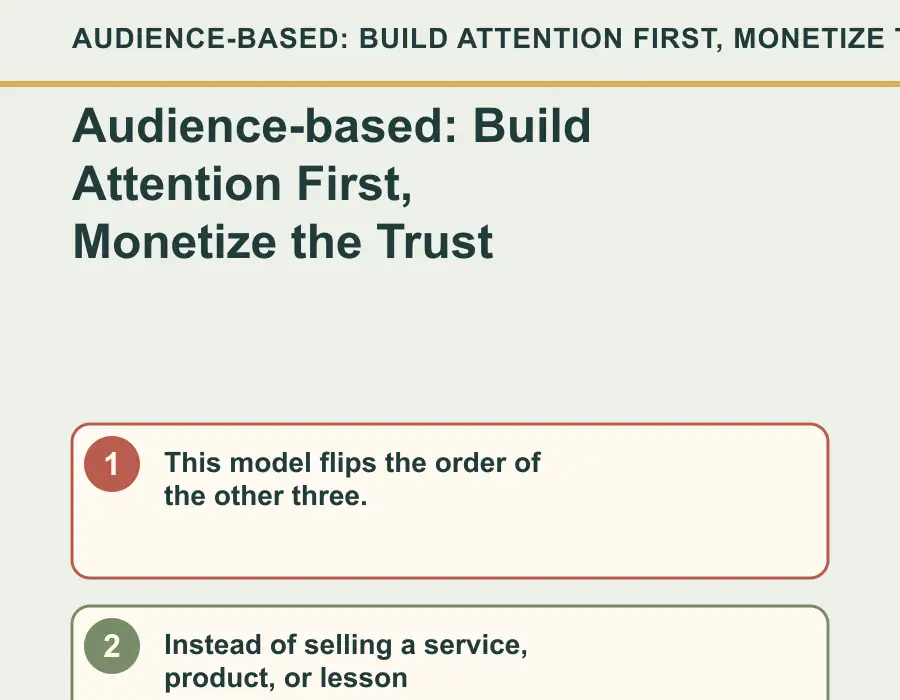 AUDIENCE-BASED: BUILD ATTENTION FIRST, MONETIZE
Audience-based: Build
Attention First,
Monetize the Trust
1
This model flips the order of
the other three.
2
Instead of selling a service,
product, or lesson